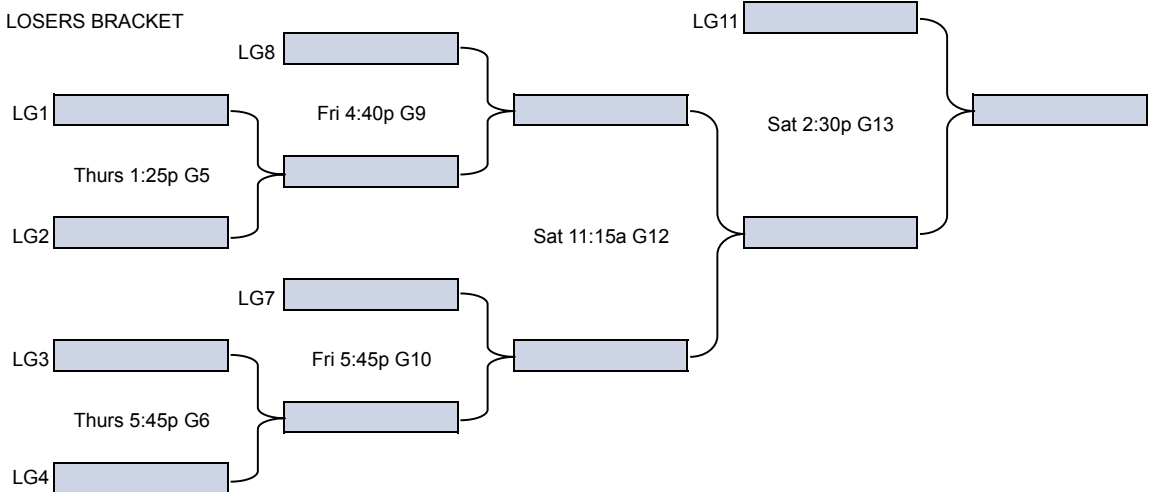 LOSERS BRACKET
LG11
LG8
LG1
Fri 4:40p G9
Sat 2:30p G13
Thurs 1:25p G5
LG2
Sat 11:15a G12
LG7
LG3
Fri 5:45p G10
Thurs 5:45p G6
LG4